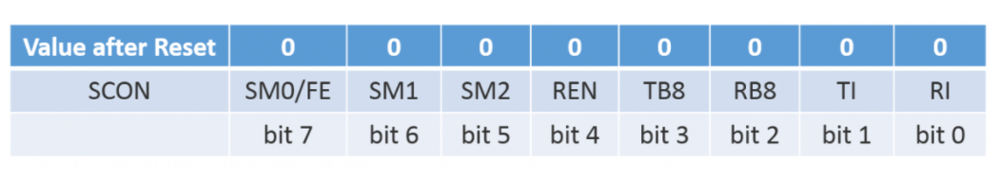 Value after Reset 0 0 0 0 0 0 0 0
SCON SM0/FE SM1 SM2 REN TB8 RB8 TI RI
bit 7 bit 6 bit 5 bit 4 bit 3 bit 2 bit 1 bit 0